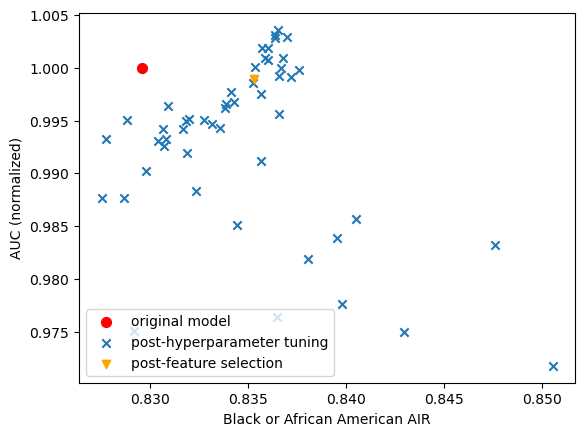 1.005
1.000
0.995
0.990
0.985
0.980
0.975
AUC (normalized)
original model
post-hyperparameter tuning
post-feature selection
0.830
0.835
0.840
0.845
0.850
Black or African American AIR